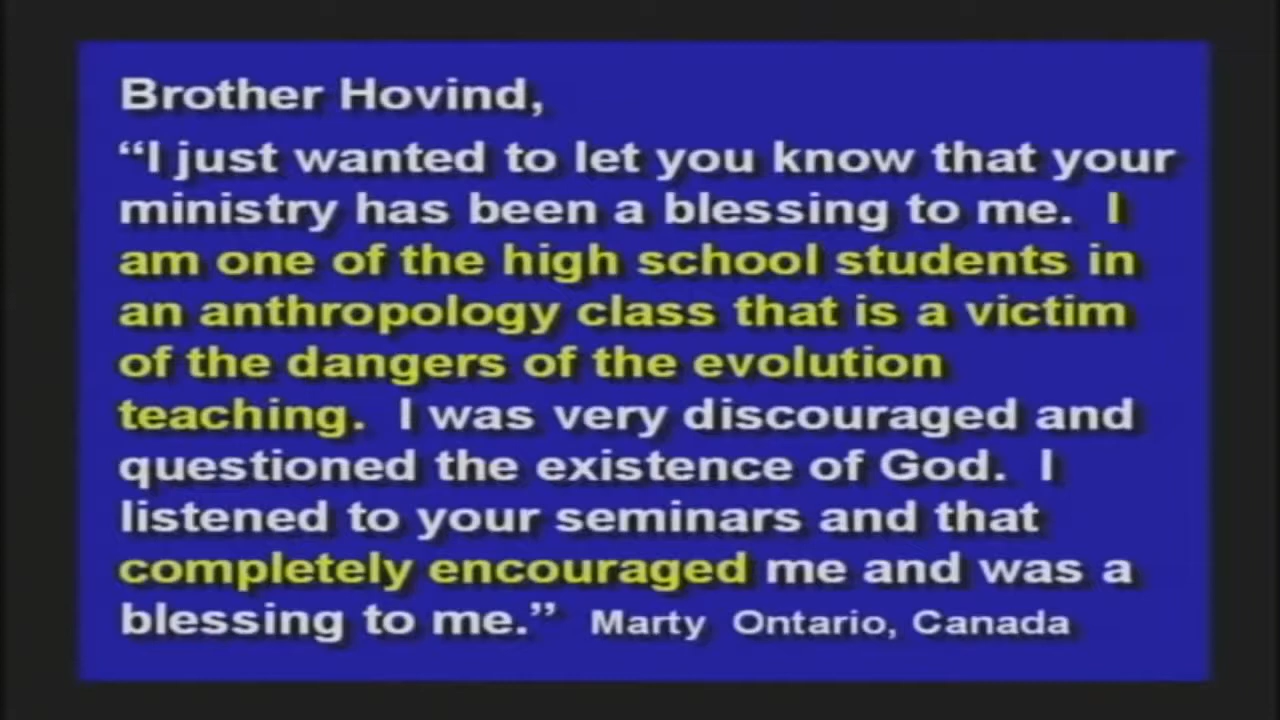 Brother Hovind,
“I just wanted to let you know that your
ministry has been a blessing to me.  I
am one of the high school students in
an anthropology class that is a victim
of the dangers of the evolution
teaching.  I was very discouraged and
questioned the existence of God.  I
listened to your seminars and that
completely encouraged me and was a
blessing to me.”  Marty  Ontario, Canada